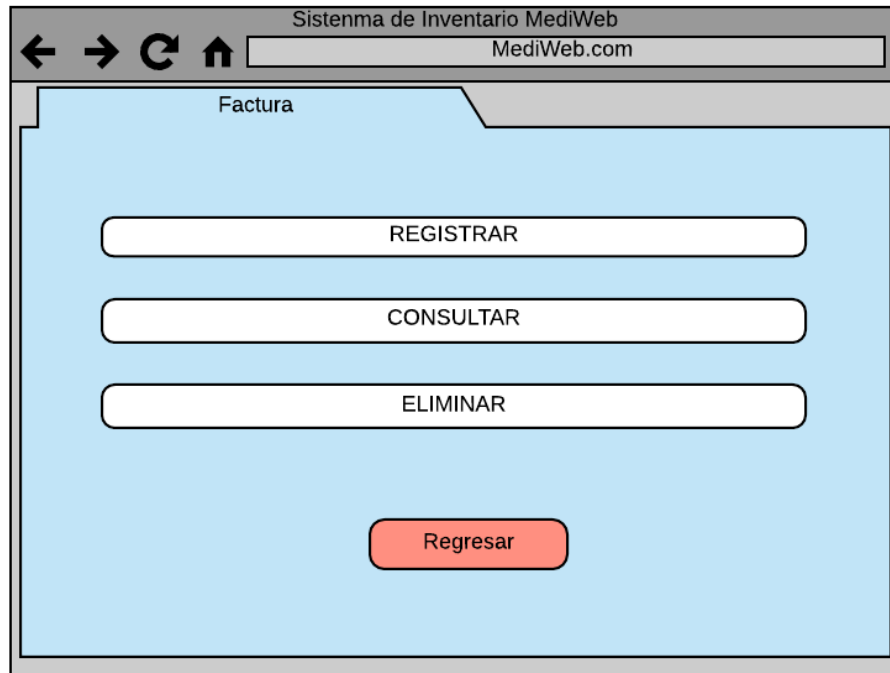 Sistenma de Inventario MediWeb
MediWeb.com
Factura
REGISTRAR
CONSULTAR
ELIMINAR
Regresar